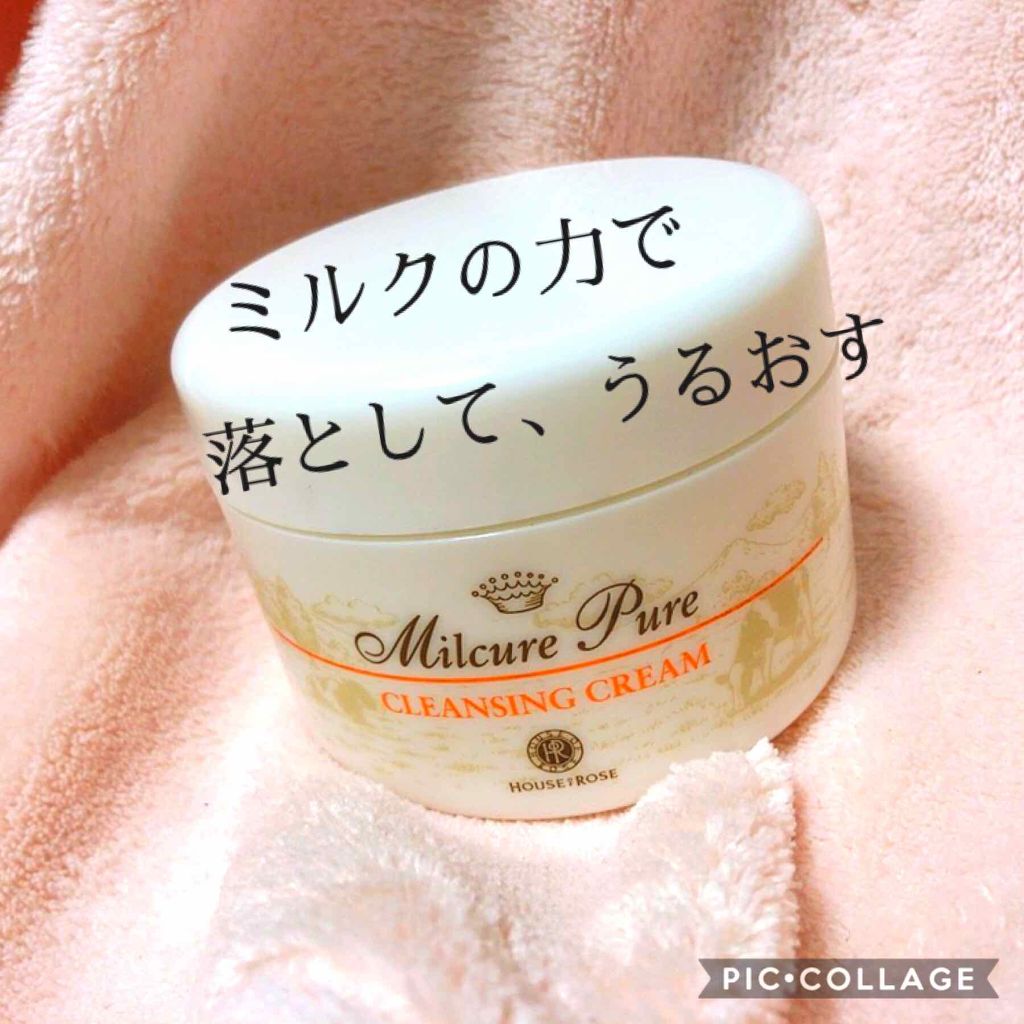 ミルクの力で
落として、うるおす
Milcure Pure
CLEANSING CREAM
HR
HOUSE OF ROSE
PIC•COLLAGE